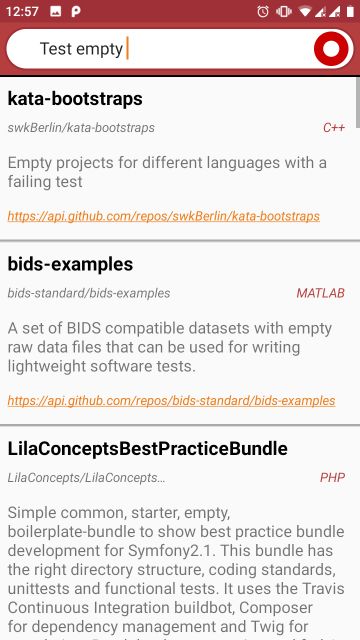 12:57
Test empty
kata-bootstraps
swkBerlin/kata-bootstraps
C++
Empty projects for different languages with a
failing test
https://api.github.com/repos/swkBerlin/kata-bootstraps
bids-examples
bids-standard/bids-examples
MATLAB
A set of BIDS compatible datasets with empty
raw data files that can be used for writing
lightweight software tests.
https://api.github.com/repos/bids-standard/bids-examples
LilaConceptsBestPracticeBundle
LilaConcepts/LilaConcepts…
PHP
Simple common, starter, empty,
boilerplate-bundle to show best practice bundle
development for Symfony2.1. This bundle has
the right directory structure, coding standards,
unittests and functional tests. It uses the Travis
Continuous Integration buildbot, Composer
for dependency management and Twig for